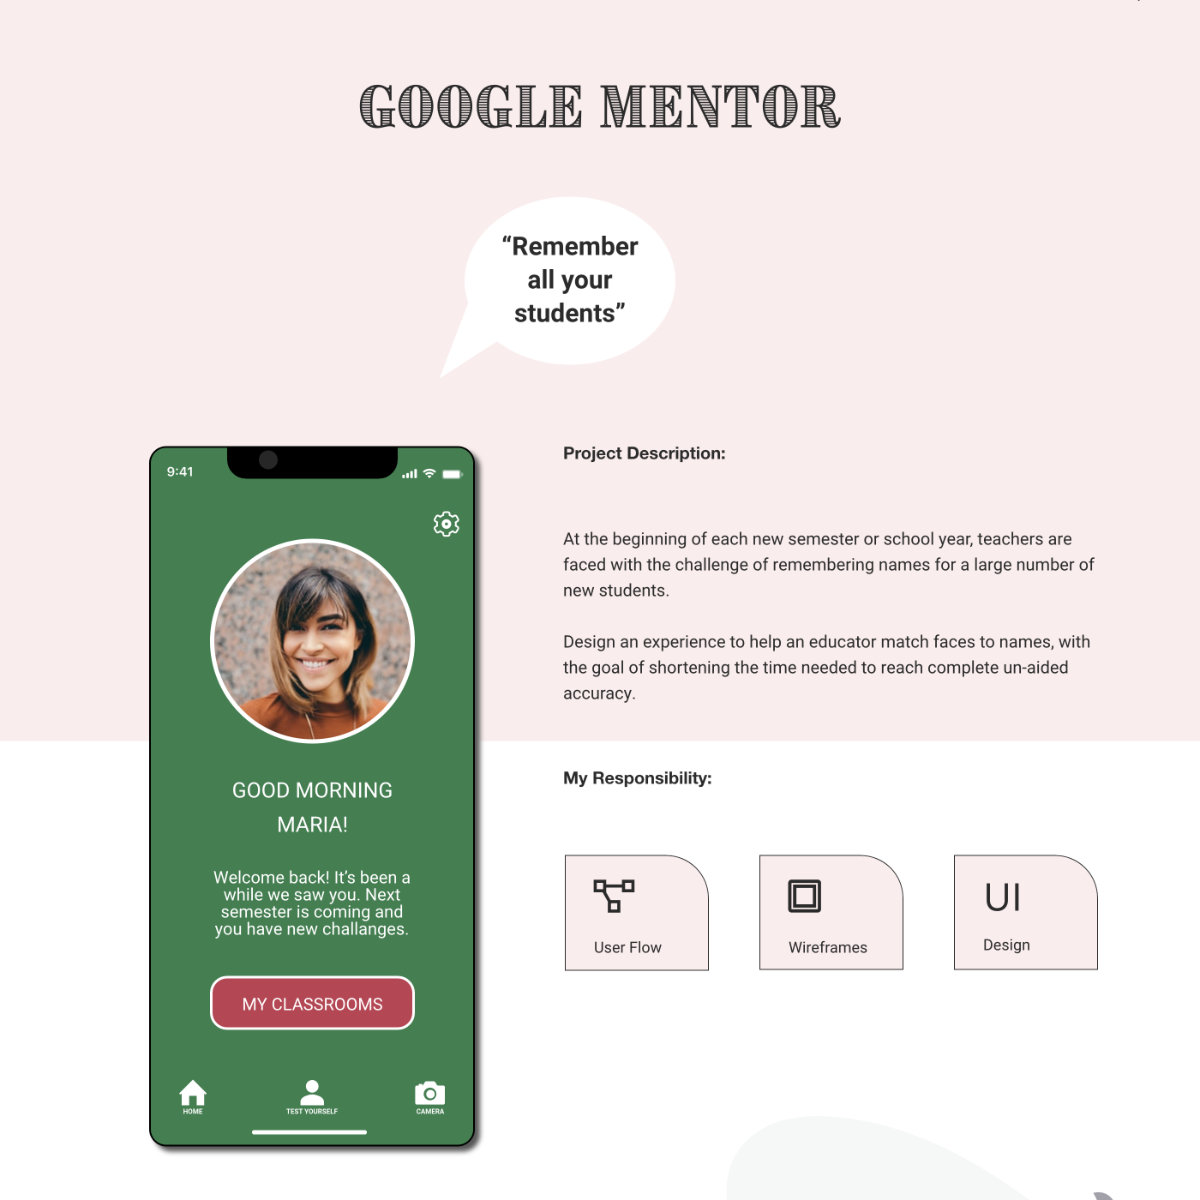 GOOGLE MENTOR
“Remember
all your
students”
9:41
GOOD MORNING
MARIA!
Welcome back! It’s been a
while we saw you. Next
semester is coming and
you have new challanges.
MY CLASSROOMS
HOME
TEST YOURSELF
CAMERA
Project Description:
At the beginning of each new semester or school year, teachers are
faced with the challenge of remembering names for a large number of
new students.
Design an experience to help an educator match faces to names, with
the goal of shortening the time needed to reach complete un-aided
accuracy.
My Responsibility:
User Flow
Wireframes
UI
Design